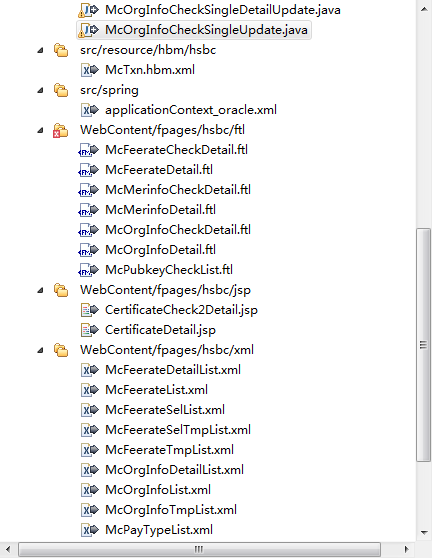 McOrgInfoCheckSingleDetailUpdate.java
McOrgInfoCheckSingleUpdate.java
src/resource/hbm/hsbc
McTxn.hbm.xml
src/spring
applicationContext_oracle.xml
WebContent/fpages/hsbc/ftl
McFeerateCheckDetail.ftl
McFeerateDetail.ftl
McMerinfoCheckDetail.ftl
McMerinfoDetail.ftl
McOrgInfoCheckDetail.ftl
McOrgInfoDetail.ftl
McPubkeyCheckList.ftl
WebContent/fpages/hsbc/jsp
CertificateCheck2Detail.jsp
CertificateDetail.jsp
WebContent/fpages/hsbc/xml
McFeerateDetailList.xml
McFeerateList.xml
McFeerateSelList.xml
McFeerateSelTmpList.xml
McFeerateTmpList.xml
McOrgInfoDetailList.xml
McOrgInfoList.xml
McOrgInfoTmpList.xml
McPayTypeList.xml